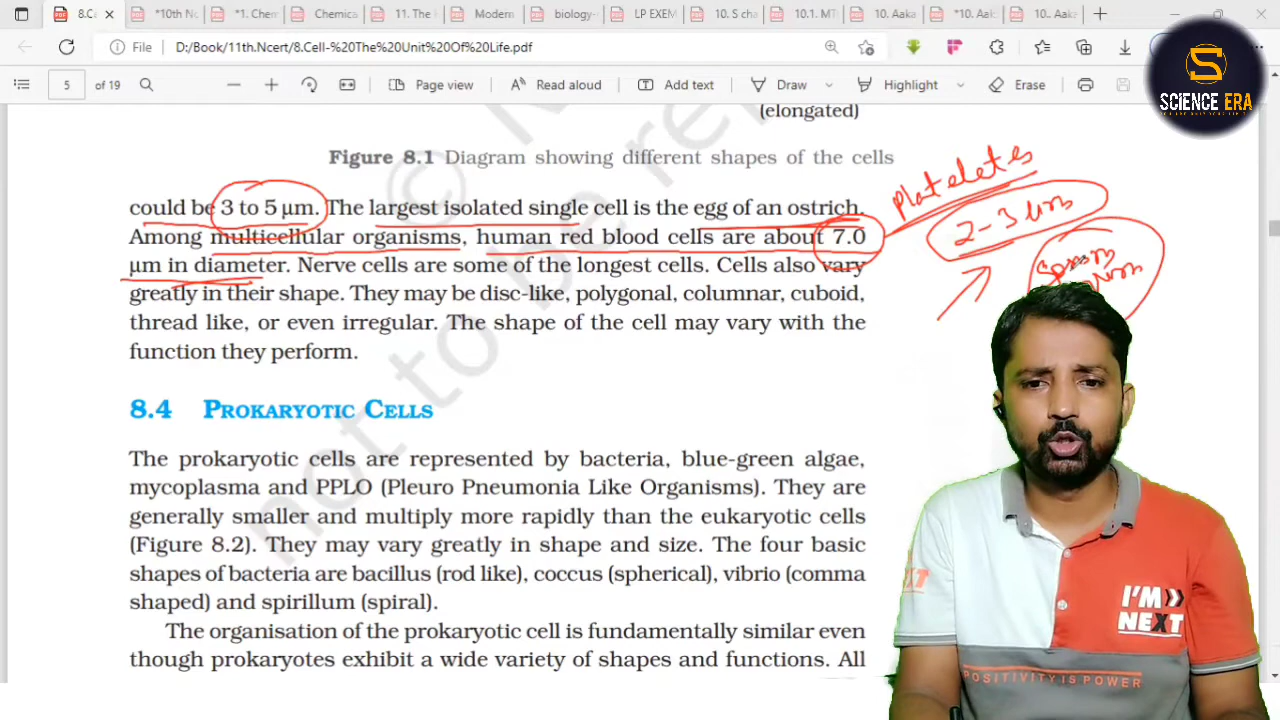 8.Ce
*10th N
*1. Chem
Chemica
11. The
Modern
biology-
LP EXEM
10. S cha
10.1. MT
10. Aaka
*10. Aak
10.. Aaka
File D:/Book/11th.Ncert/8.Cell-%20The%20Unit%20Of%20Life.pdf
5 of 19 Page view Read aloud Add text Draw Highlight Erase
SCIENCE ERA
(elongated)
Figure 8.1 Diagram showing different shapes of the cells
Plateletes
could be 3 to 5 µm. The largest isolated single cell is the egg of an ostrich.
2-3 um
Among multicellular organisms, human red blood cells are about 7.0
Sperm
µm in diameter. Nerve cells are some of the longest cells. Cells also vary
greatly in their shape. They may be disc-like, polygonal, columnar, cuboid,
thread like, or even irregular. The shape of the cell may vary with the
function they perform.
8.4 PROKARYOTIC CELLS
The prokaryotic cells are represented by bacteria, blue-green algae,
mycoplasma and PPLO (Pleuro Pneumonia Like Organisms). They are
generally smaller and multiply more rapidly than the eukaryotic cells
(Figure 8.2). They may vary greatly in shape and size. The four basic
shapes of bacteria are bacillus (rod like), coccus (spherical), vibrio (comma
shaped) and spirillum (spiral).
The organisation of the prokaryotic cell is fundamentally similar even
though prokaryotes exhibit a wide variety of shapes and functions. All
not to be re
I'M
NEXT
POSITIVITY IS POWER